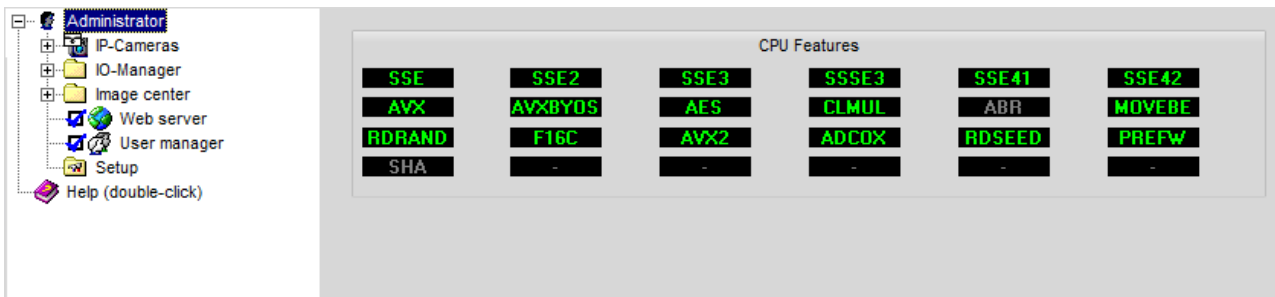 Administrator
IP-Cameras
IO-Manager
Image center
Web server
User manager
Setup
Help (double-click)
CPU Features
SSE SSE2 SSE3 SSSE3 SSE41 SSE42
AVX AVXBYOS AES CLMUL ABR MOVEBE
RDRAND F16C AVX2 ADCOX RDSEED PREFW
SHA - - - - -